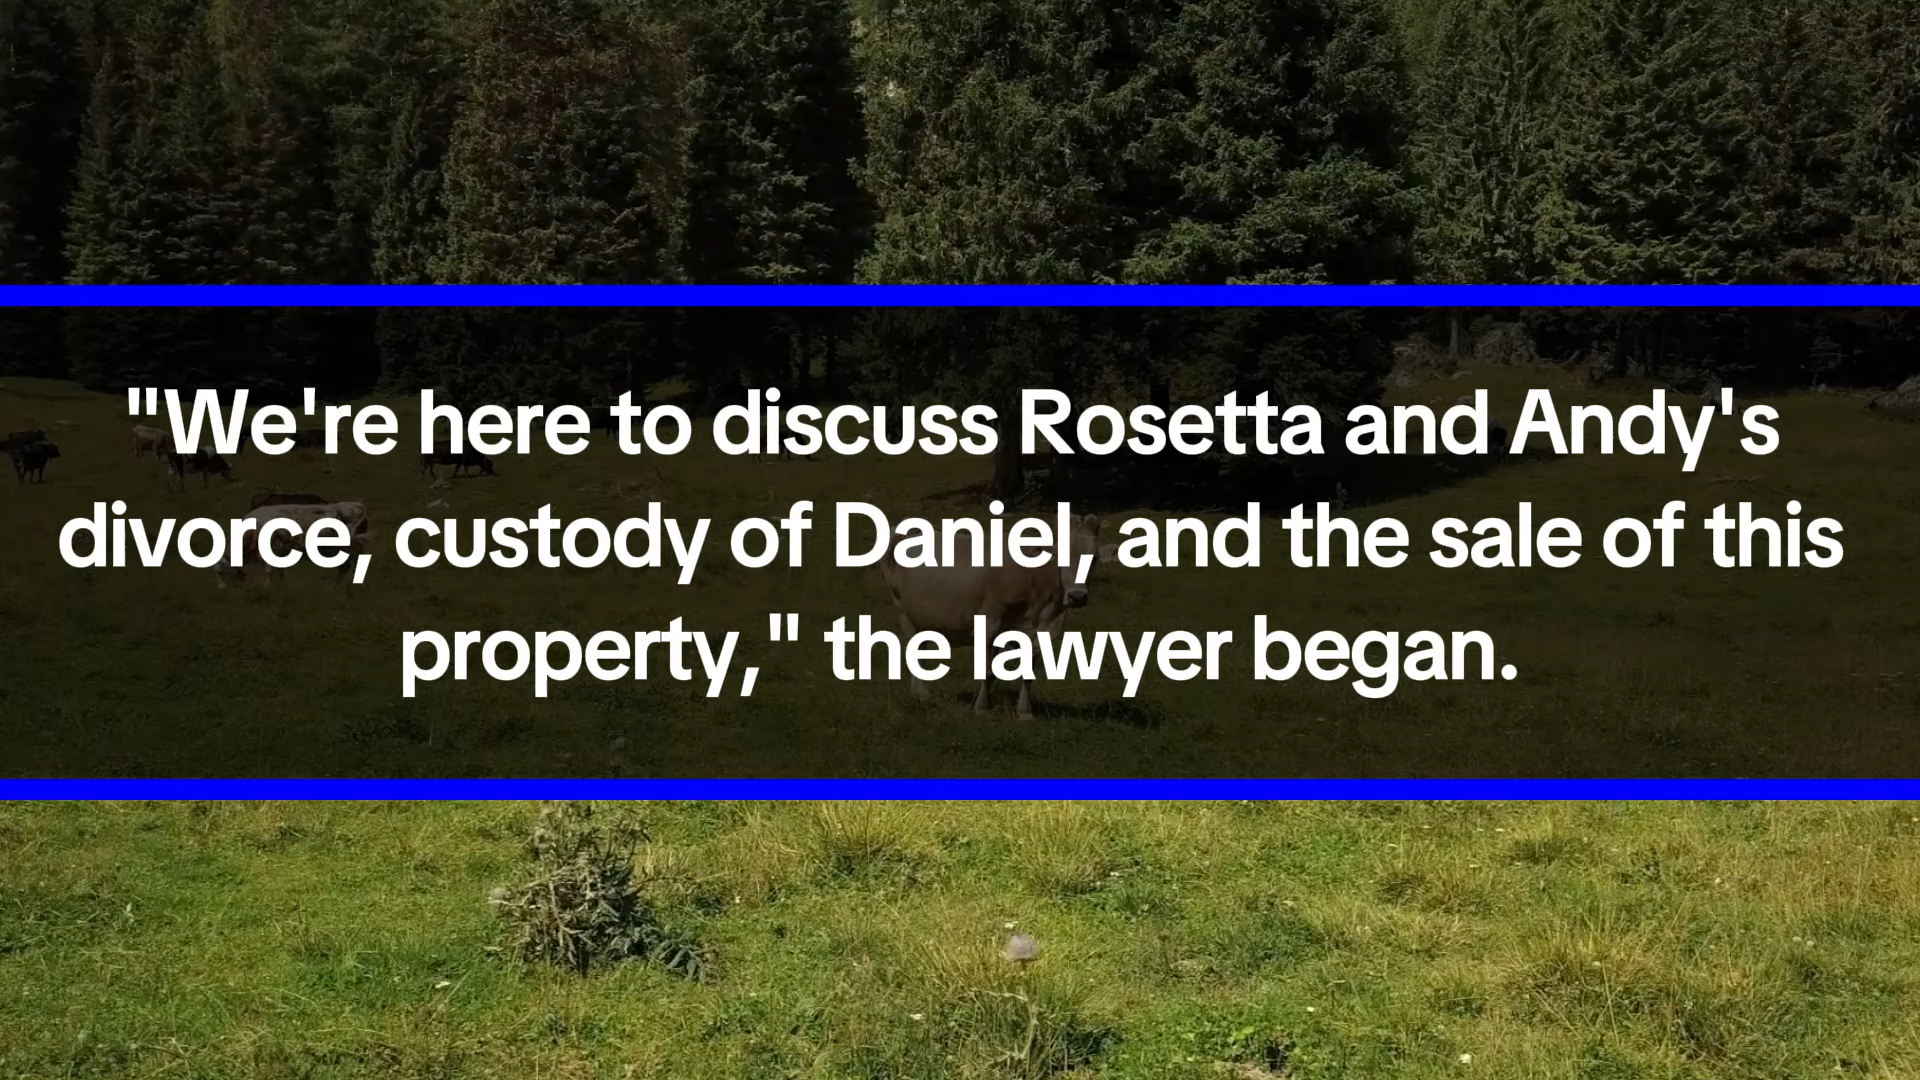 "We're here to discuss Rosetta and Andy's
divorce, custody of Daniel, and the sale of this
property," the lawyer began.